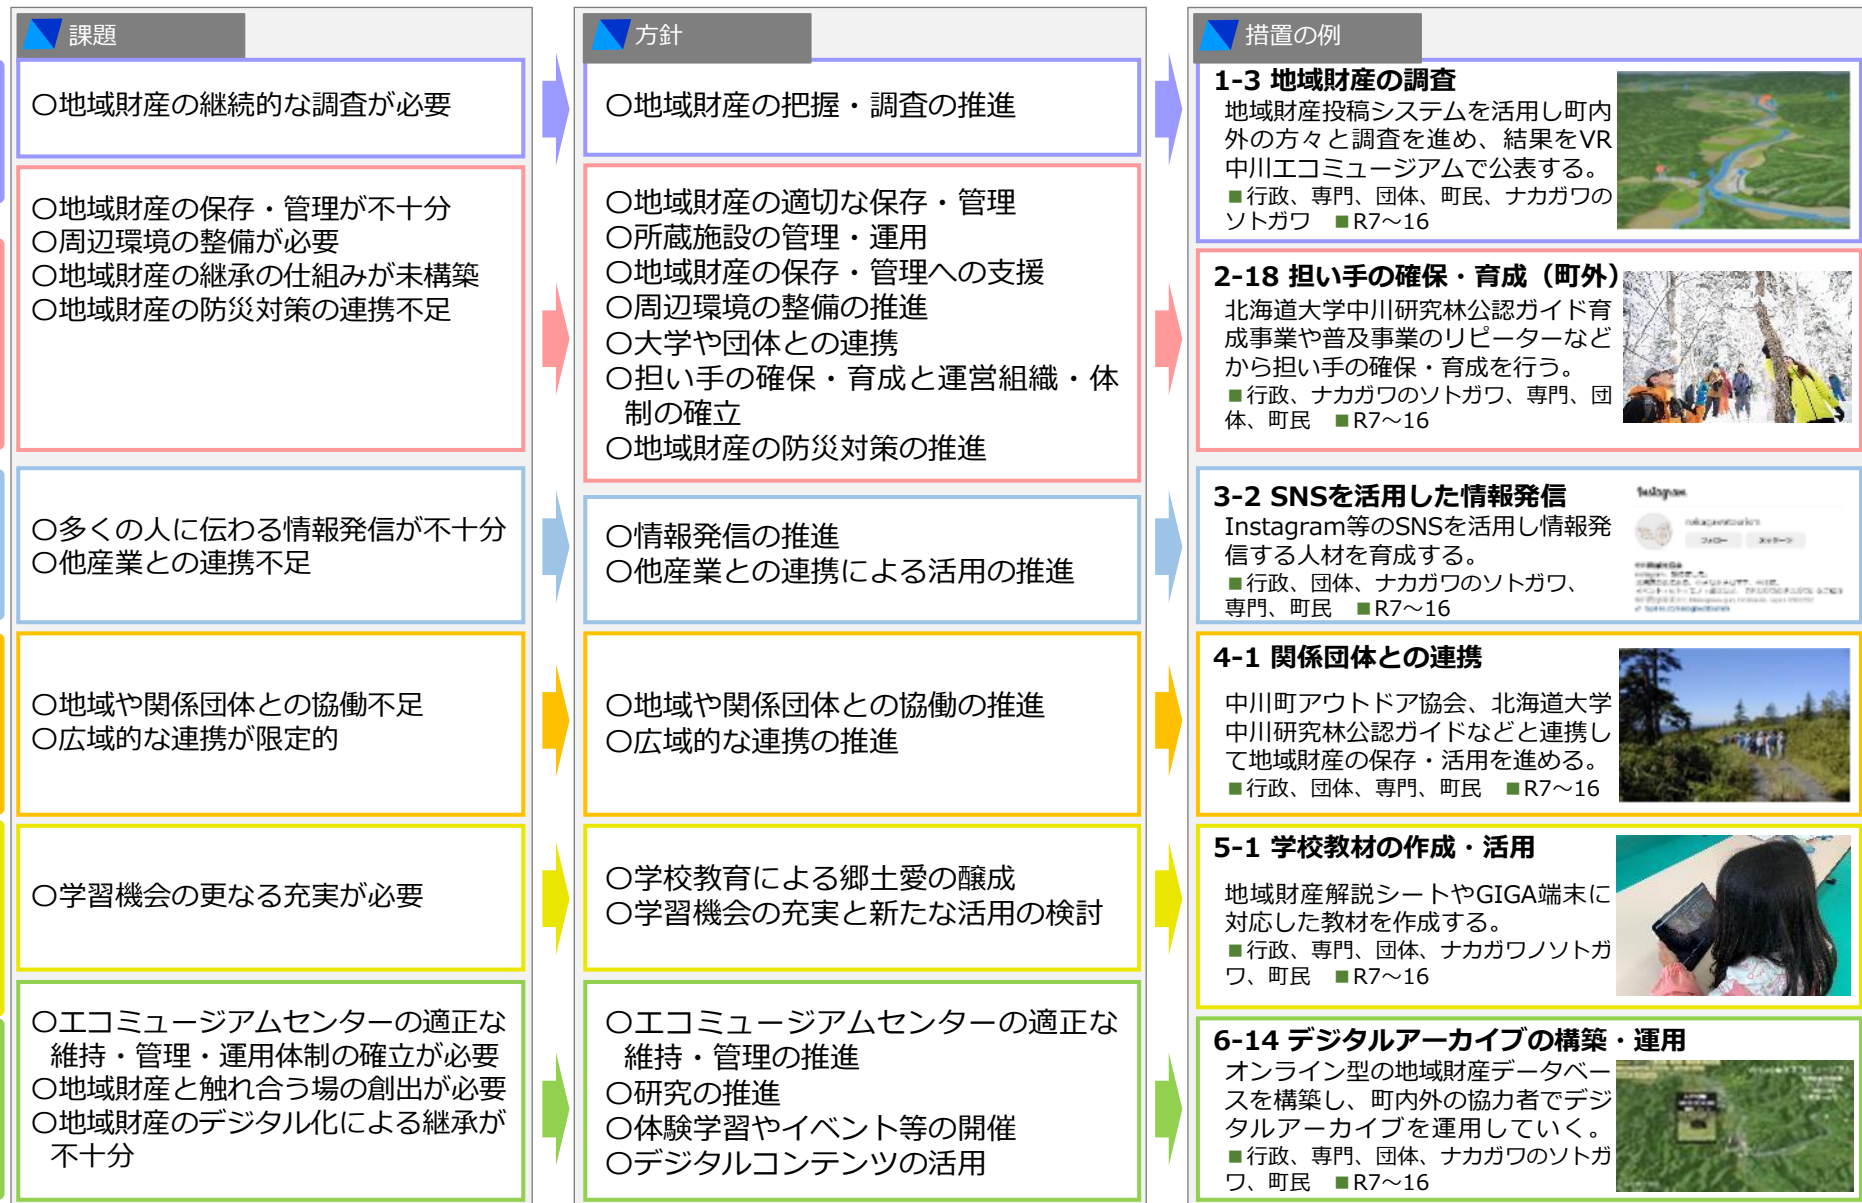 課題
〇地域財産の継続的な調査が必要
〇地域財産の保存・管理が不十分
〇周辺環境の整備が必要
〇地域財産の継承の仕組みが未構築
〇地域財産の防災対策の連携不足
〇多くの人に伝わる情報発信が不十分
〇他産業との連携不足
〇地域や関係団体との協働不足
〇広域的な連携が限定的
〇学習機会の更なる充実が必要
〇エコミュージアムセンターの適正な
維持・管理・運用体制の確立が必要
〇地域財産と触れ合う場の創出が必要
〇地域財産のデジタル化による継承が
不十分
方針
〇地域財産の把握・調査の推進
〇地域財産の適切な保存・管理
〇所蔵施設の管理・運用
〇地域財産の保存・管理への支援
〇周辺環境の整備の推進
〇大学や団体との連携
〇担い手の確保・育成と運営組織・体
制の確立
〇地域財産の防災対策の推進
〇情報発信の推進
〇他産業との連携による活用の推進
〇地域や関係団体との協働の推進
〇広域的な連携の推進
〇学校教育による郷土愛の醸成
〇学習機会の充実と新たな活用の検討
〇エコミュージアムセンターの適正な
維持・管理の推進
〇研究の推進
〇体験学習やイベント等の開催
〇デジタルコンテンツの活用
措置の例
1-3 地域財産の調査
地域財産投稿システムを活用し町内
外の方々と調査を進め、結果をVR
中川エコミュージアムで公表する。
■行政、専門、団体、町民、ナカガワの
ソトガワ ■R7～16
2-18 担い手の確保・育成（町外）
北海道大学中川研究林公認ガイド育
成事業や普及事業のリピーターなど
から担い手の確保・育成を行う。
■行政、ナカガワのソトガワ、専門、団
体、町民 ■R7～16
3-2 SNSを活用した情報発信
Instagram等のSNSを活用し情報発
信する人材を育成する。
■行政、団体、ナカガワのソトガワ、
専門、町民 ■R7～16
Instagram
nakagawatourism
フォロー メッセージ
4-1 関係団体との連携
中川町アウトドア協会、北海道大学
中川研究林公認ガイドなどと連携し
て地域財産の保存・活用を進める。
■行政、団体、専門、町民 ■R7～16
5-1 学校教材の作成・活用
地域財産解説シートやGIGA端末に
対応した教材を作成する。
■行政、専門、団体、ナカガワノソトガ
ワ、町民 ■R7～16
6-14 デジタルアーカイブの構築・運用
オンライン型の地域財産データベー
スを構築し、町内外の協力者でデジ
タルアーカイブを運用していく。
■行政、専門、団体、ナカガワのソトガ
ワ、町民 ■R7～16